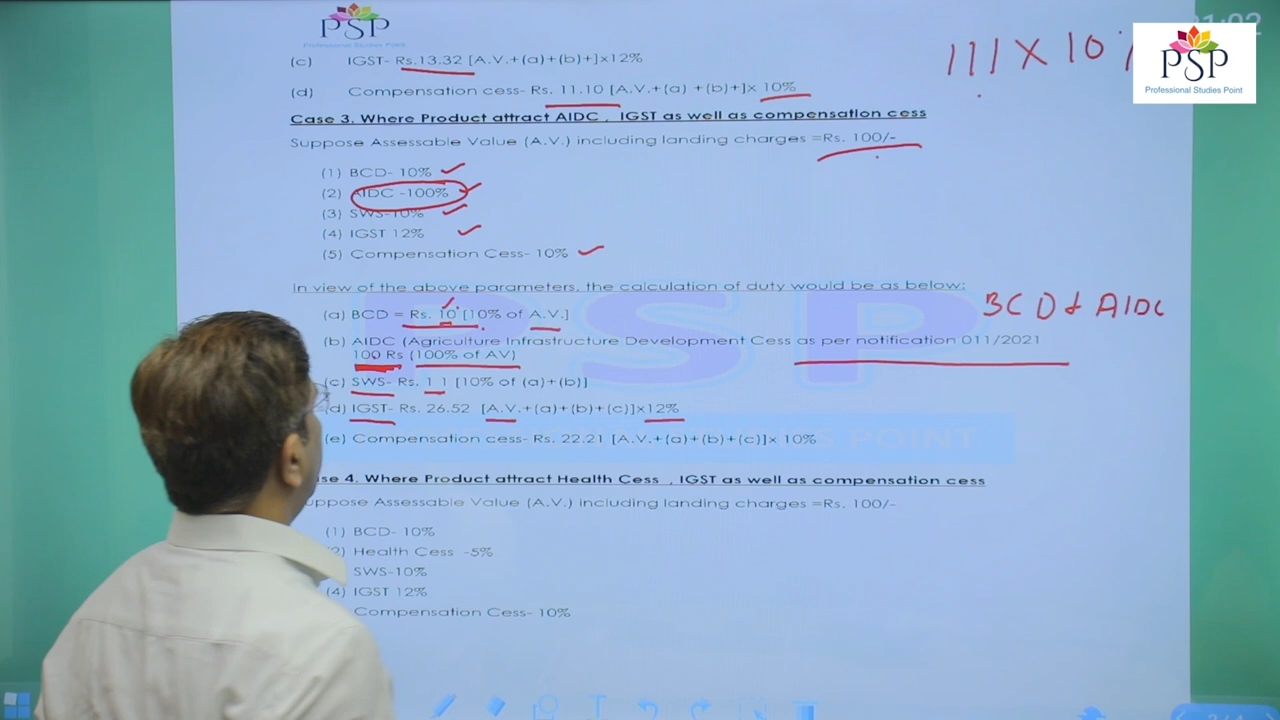 PSP
Professional Studies Point
(c) IGST- Rs.13.32 [A.V.+(a)+(b)+]x12%
111 X 10
PSP
Professional Studies Point
(d) Compensation cess- Rs. 11.10 [A.V.+(a) +(b)+]x 10%
Case 3. Where Product attract AIDC , IGST as well as compensation cess
Suppose Assessable Value (A.V.) including landing charges =Rs. 100/-
(1) BCD- 10%
(2) AIDC -100%
(3) SWS-10%
(4) IGST 12%
(5) Compensation Cess- 10%
In view of the above parameters, the calculation of duty would be as below:
(a) BCD = Rs. 10 [10% of A.V.]
BCD & AIDC
(b) AIDC (Agriculture Infrastructure Development Cess as per notification 011/2021
100 Rs (100% of AV)
(c) SWS- Rs. 11 [10% of (a)+(b)]
(d) IGST- Rs. 26.52 [A.V.+(a)+(b)+(c)]x12%
(e) Compensation cess- Rs. 22.21 [A.V.+(a)+(b)+(c)]x 10%
PSP
POINT
4. Where Product attract Health Cess , IGST as well as compensation cess
Assessable Value (A.V.) including landing charges =Rs. 100/-
(1) BCD- 10%
Health Cess -5%
SWS-10%
(4) IGST 12%
Compensation Cess- 10%